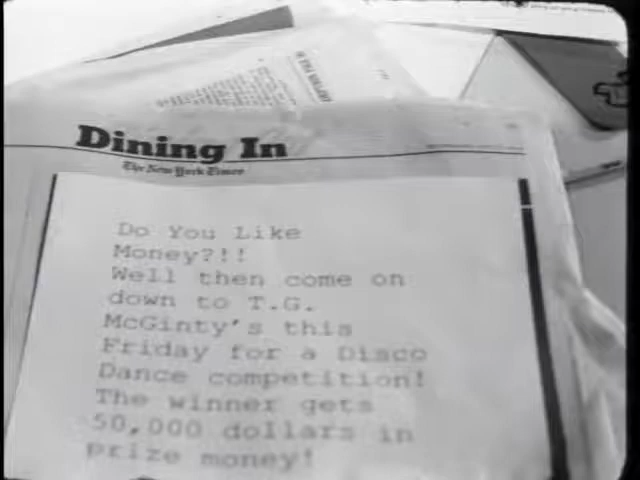 Dining In
The New York Times
Do You Like
Money?!!
Well then come on
down to T.G.
McGinty's this
Friday for a Disco
Dance competition!
The winner gets
50,000 dollars in
prize money!